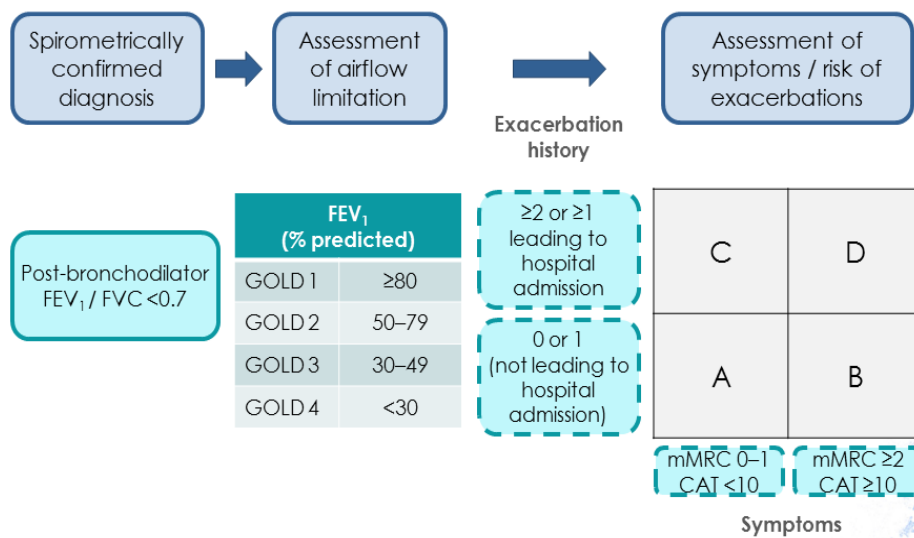 Spirometrically
confirmed
diagnosis
Assessment
of airflow
limitation
Assessment of
symptoms / risk of
exacerbations
Exacerbation
history
Post-bronchodilator
FEV₁ / FVC <0.7
FEV₁
(% predicted)
GOLD 1 ≥80
GOLD 2 50–79
GOLD 3 30–49
GOLD 4 <30
≥2 or ≥1
leading to
hospital
admission
0 or 1
(not leading to
hospital
admission)
C D
A B
mMRC 0–1
CAT <10
mMRC ≥2
CAT ≥10
Symptoms